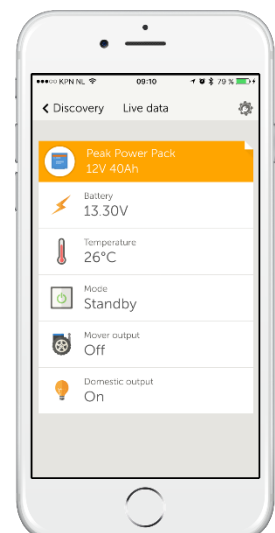 KPN NL 09:10 79 %
Discovery Live data
Peak Power Pack
12V 40Ah
Battery
13.30V
Temperature
26°C
Mode
Standby
Mover output
Off
Domestic output
On